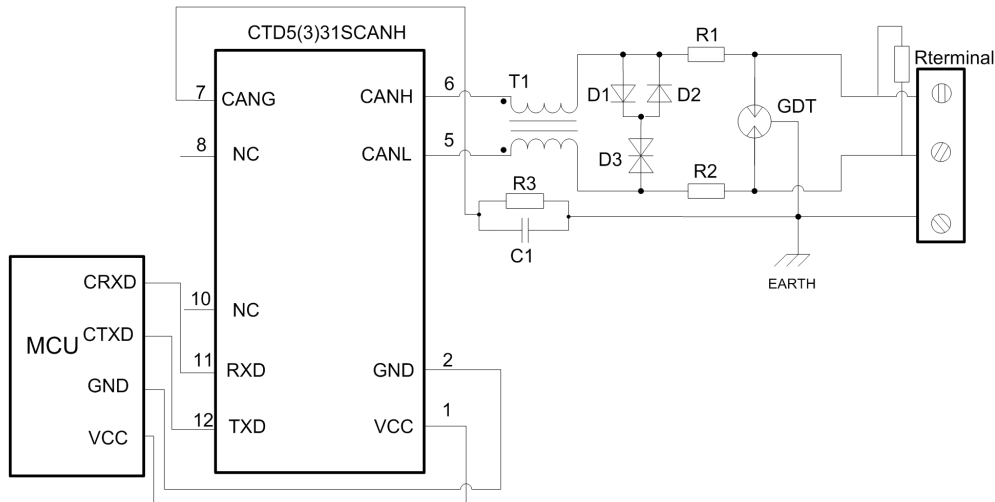 CTD5(3)31SCANH
7 CANG
8 NC
10 NC
11 RXD
12 TXD
CANH 6
CANL 5
GND 2
VCC 1
T1
D1
D2
D3
R1
R2
GDT
Rterminal
R3
C1
EARTH
MCU
CRXD
CTXD
GND
VCC